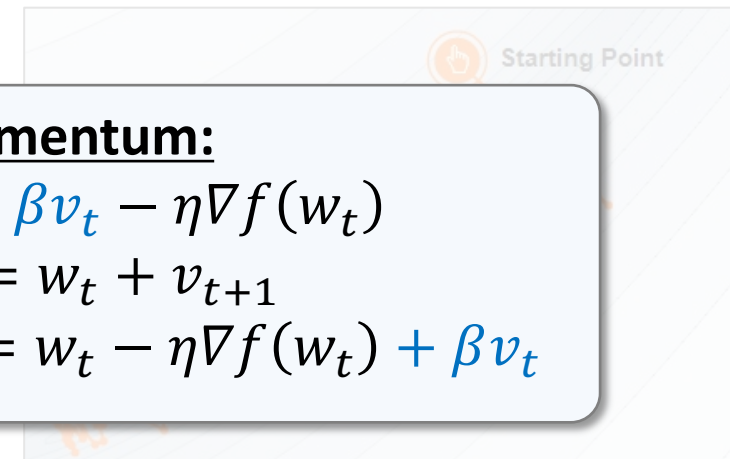 Starting Point
mentum:
βv_t − η∇f(w_t)
= w_t + v_{t+1}
= w_t − η∇f(w_t) + βv_t